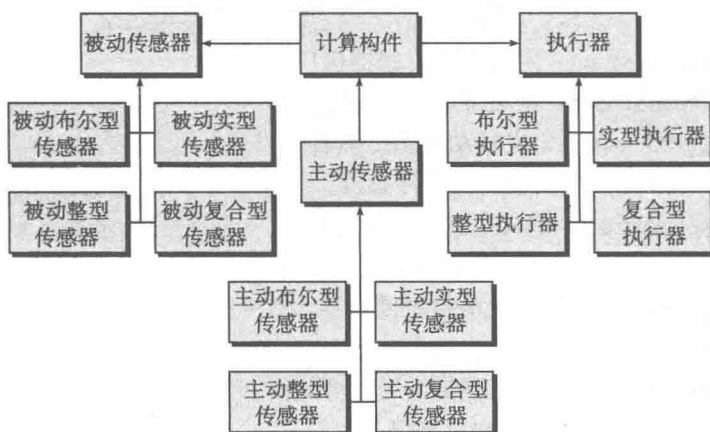 被动传感器
计算构件
执行器
被动布尔型
传感器
被动实型
传感器
布尔型
执行器
实型执行器
主动传感器
被动整型
传感器
被动复合型
传感器
整型执行器
复合型
执行器
主动布尔型
传感器
主动实型
传感器
主动整型
传感器
主动复合型
传感器